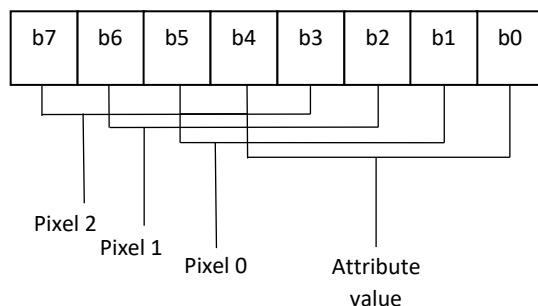 b7 b6 b5 b4 b3 b2 b1 b0
Pixel 2
Pixel 1
Pixel 0
Attribute
value